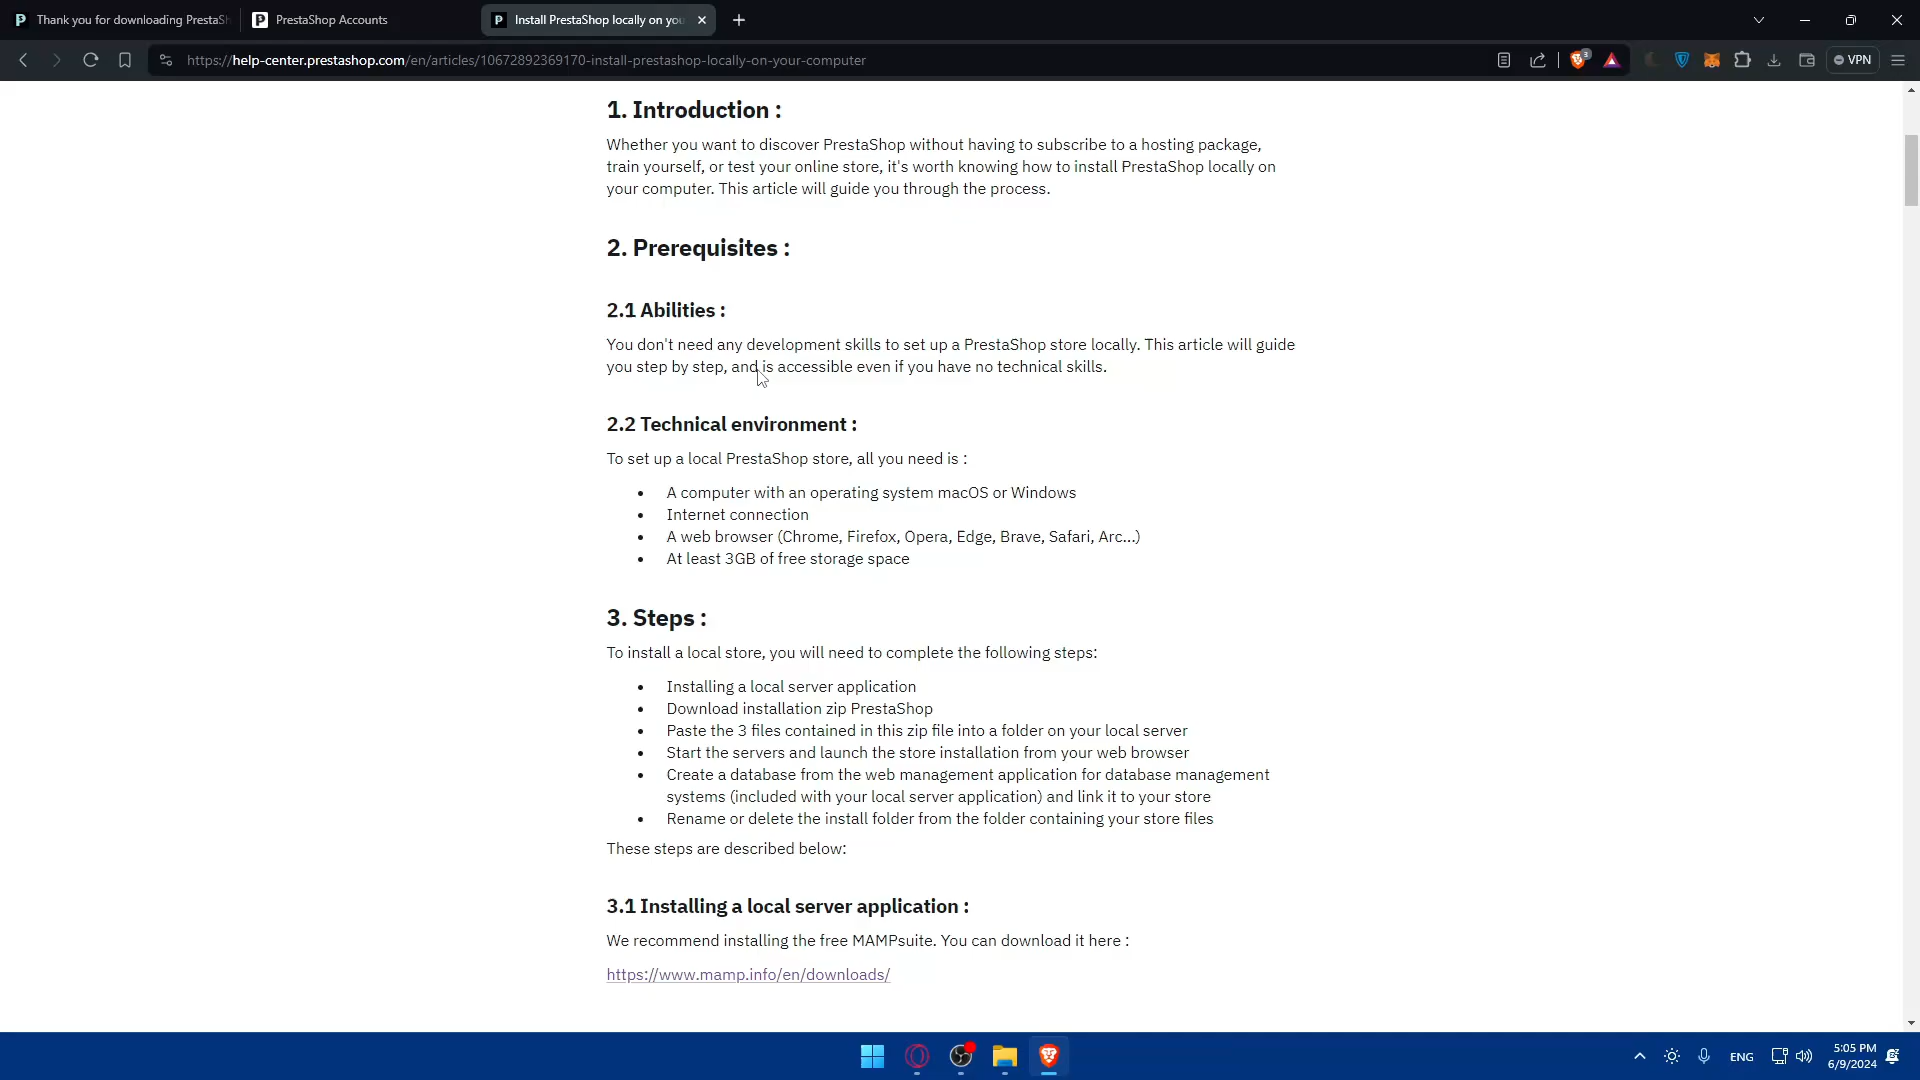 Thank you for downloading PrestaSh
PrestaShop Accounts
Install PrestaShop locally on you
https://help-center.prestashop.com/en/articles/10672892369170-install-prestashop-locally-on-your-computer
3
VPN
1. Introduction :
Whether you want to discover PrestaShop without having to subscribe to a hosting package,
train yourself, or test your online store, it's worth knowing how to install PrestaShop locally on
your computer. This article will guide you through the process.
2. Prerequisites :
2.1 Abilities :
You don't need any development skills to set up a PrestaShop store locally. This article will guide
you step by step, and is accessible even if you have no technical skills.
2.2 Technical environment :
To set up a local PrestaShop store, all you need is :
• A computer with an operating system macOS or Windows
• Internet connection
• A web browser (Chrome, Firefox, Opera, Edge, Brave, Safari, Arc...)
• At least 3GB of free storage space
3. Steps :
To install a local store, you will need to complete the following steps:
• Installing a local server application
• Download installation zip PrestaShop
• Paste the 3 files contained in this zip file into a folder on your local server
• Start the servers and launch the store installation from your web browser
• Create a database from the web management application for database management
systems (included with your local server application) and link it to your store
• Rename or delete the install folder from the folder containing your store files
These steps are described below:
3.1 Installing a local server application :
We recommend installing the free MAMPsuite. You can download it here :
https://www.mamp.info/en/downloads/
ENG
5:05 PM
6/9/2024